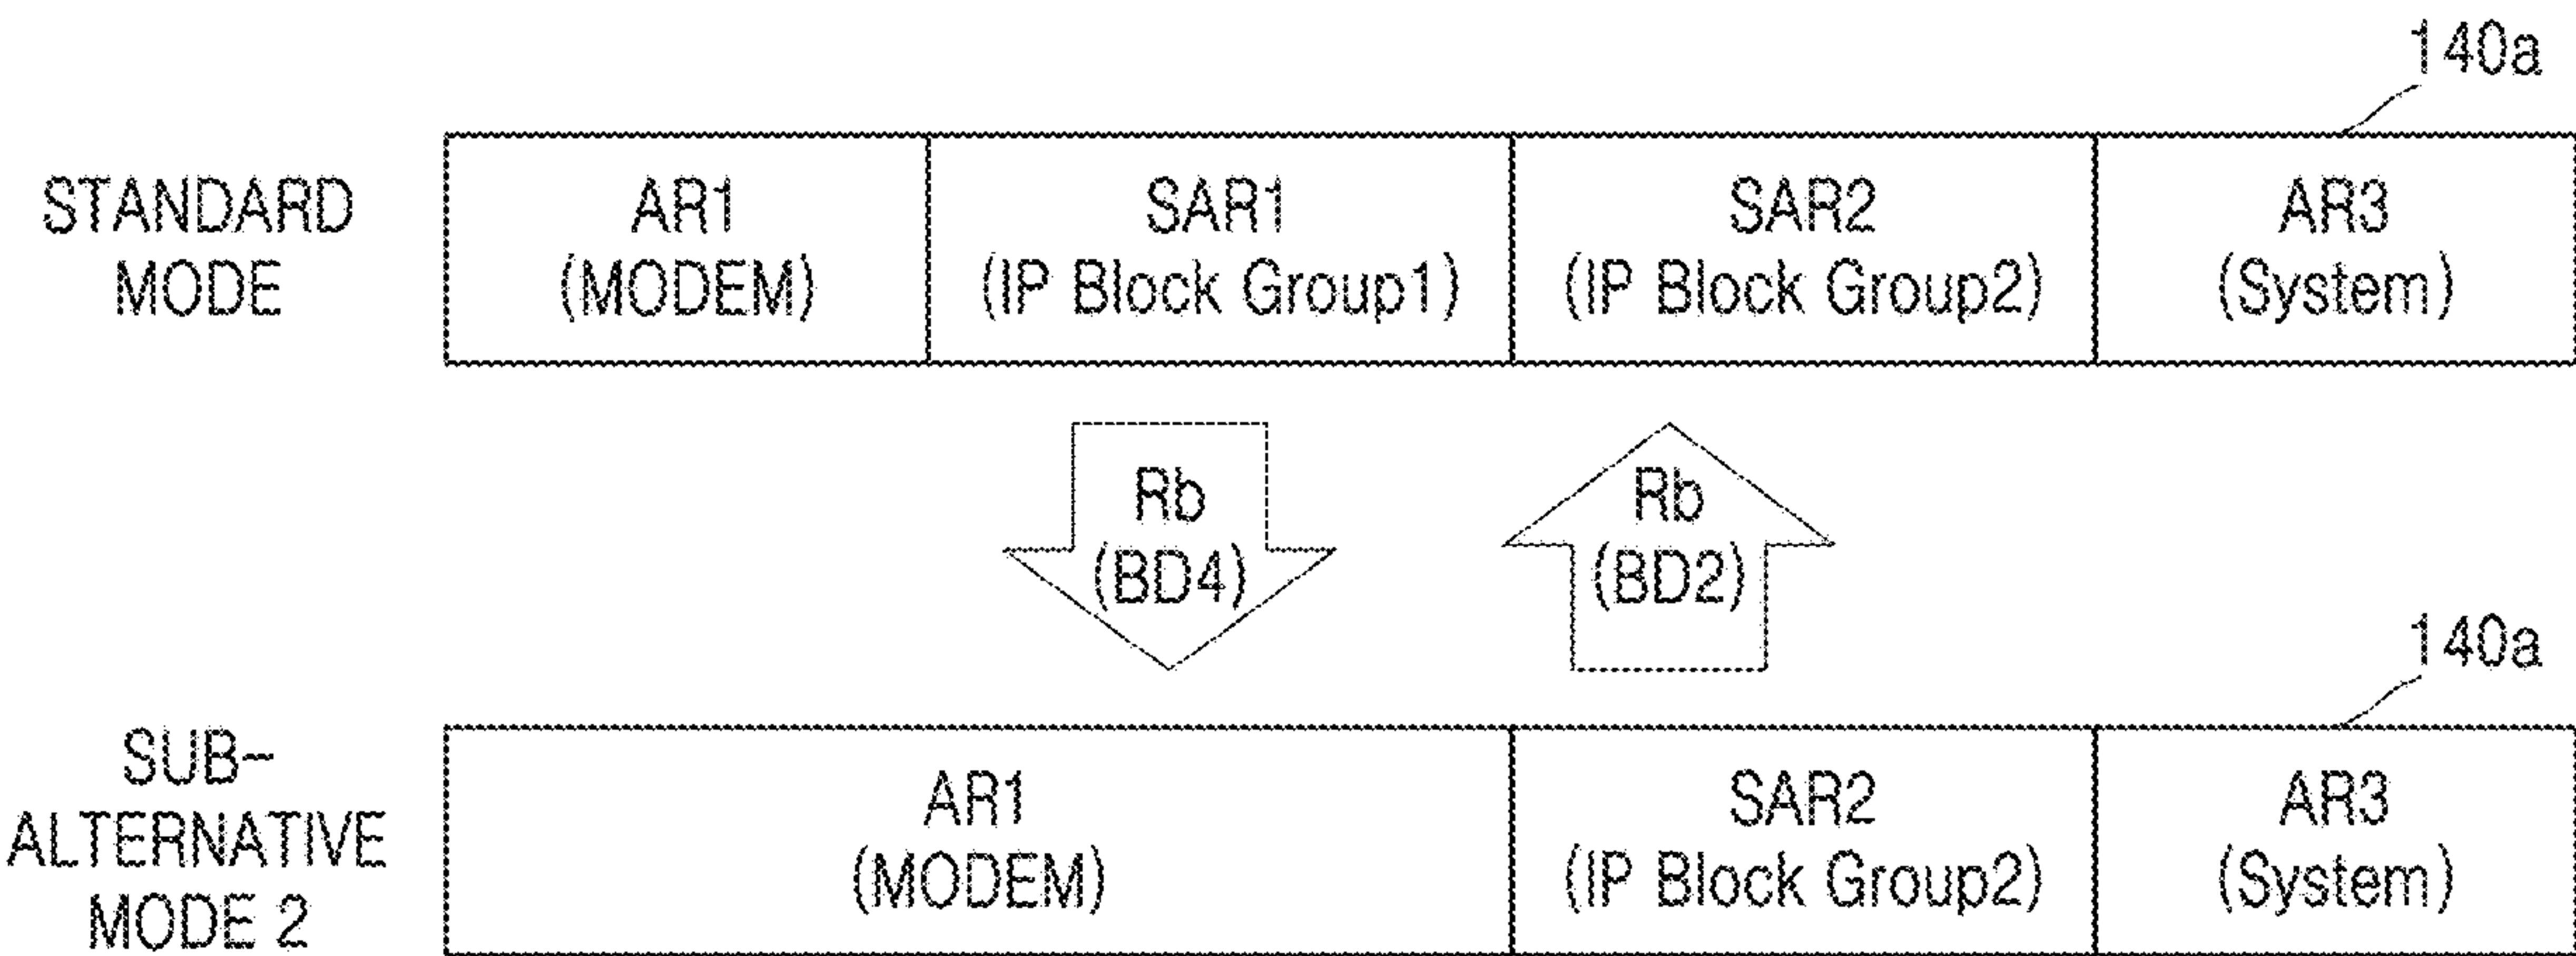 140a
STANDARD
MODE
AR1
(MODEM)
SAR1
(IP Block Group1)
SAR2
(IP Block Group2)
AR3
(System)
Rb
(BD4)
Rb
(BD2)
140a
SUB-
ALTERNATIVE
MODE 2
AR1
(MODEM)
SAR2
(IP Block Group2)
AR3
(System)